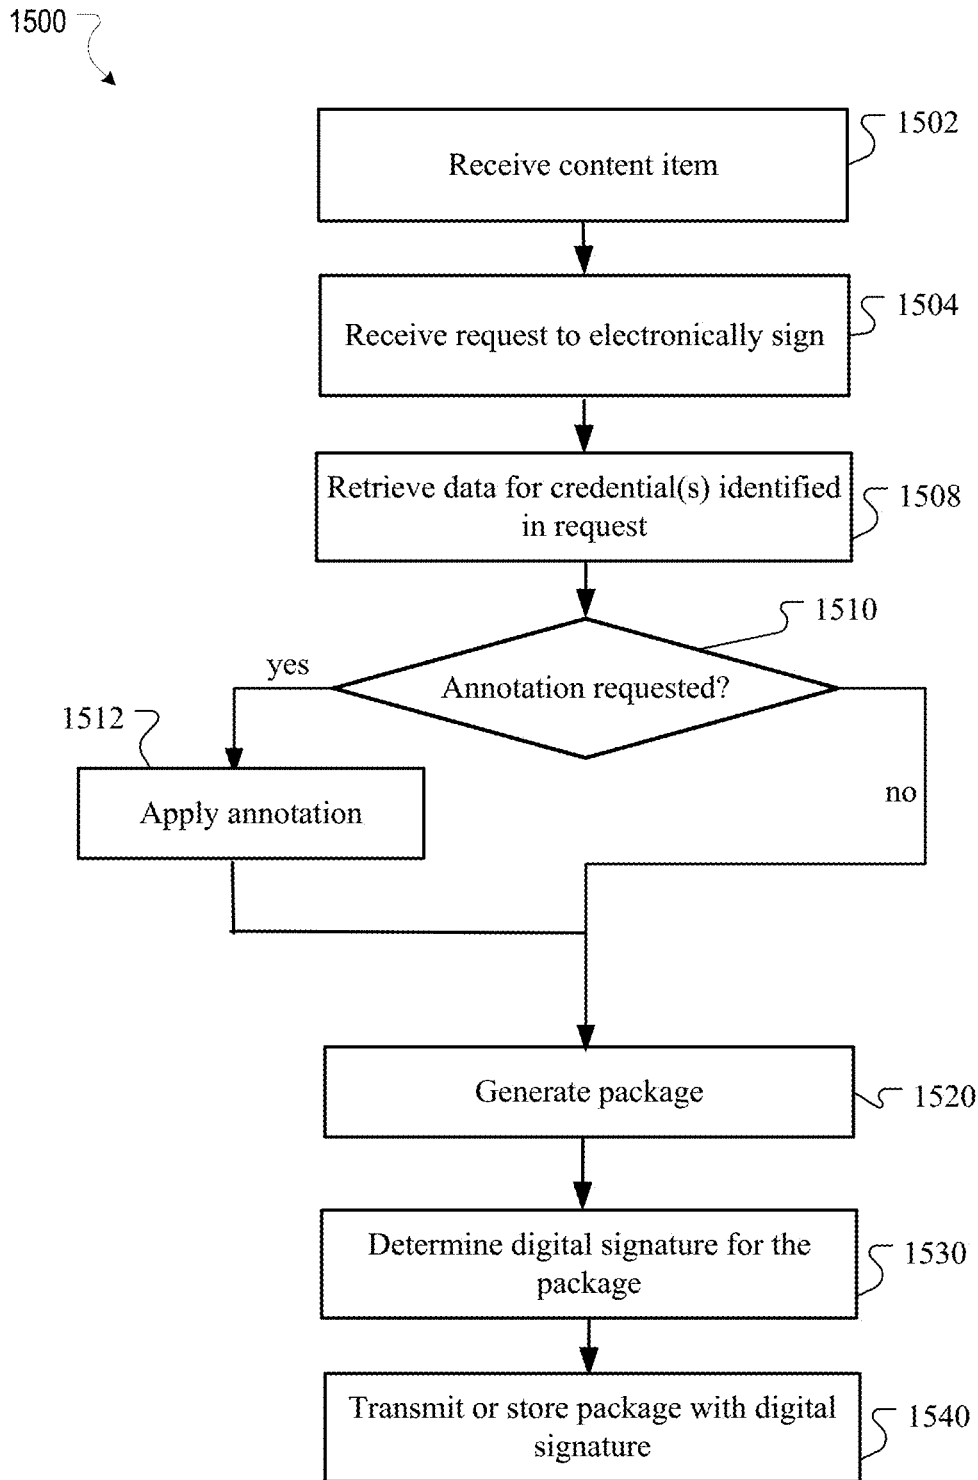 1500
1502
Receive content item
1504
Receive request to electronically sign
Retrieve data for credential(s) identified
in request
1508
1510
yes
Annotation requested?
1512
no
Apply annotation
Generate package
1520
Determine digital signature for the
package
1530
Transmit or store package with digital
signature
1540